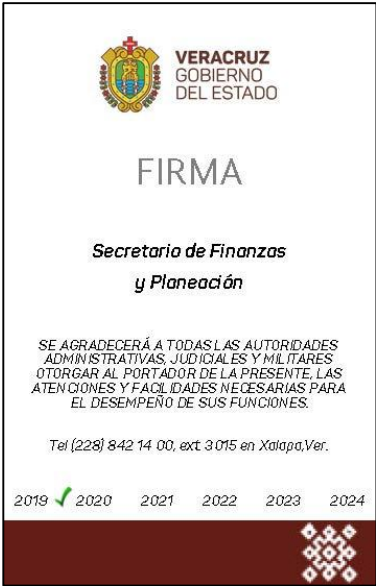 VERACRUZ
GOBIERNO
DEL ESTADO
FIRMA
Secretario de Finanzas
y Planeación
SE AGRADECERÁ A TODAS LAS AUTORIDADES
ADMINISTRATIVAS, JUDICIALES Y MILITARES
OTORGAR AL PORTADOR DE LA PRESENTE, LAS
ATENCIONES Y FACILIDADES NECESARIAS PARA
EL DESEMPEÑO DE SUS FUNCIONES.
Tel (228) 842 14 00, ext 3015 en Xalapa,Ver.
2019 ✓ 2020 2021 2022 2023 2024